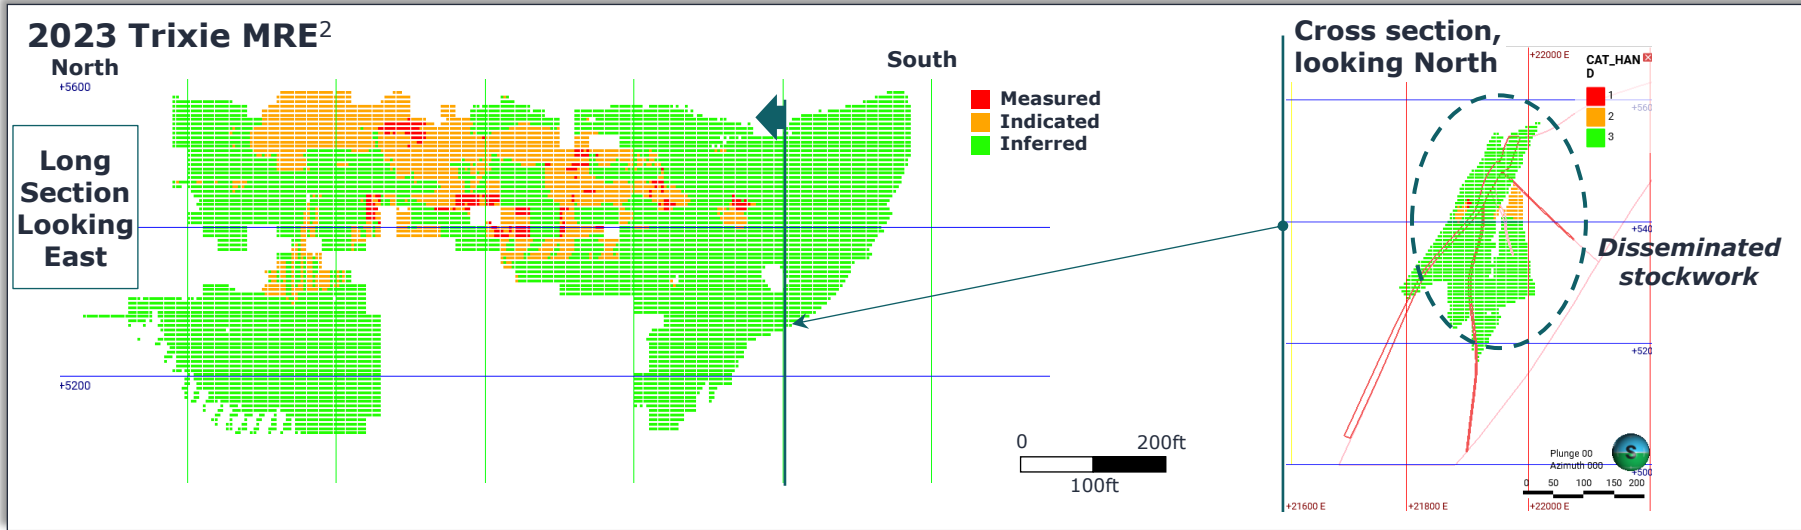 2023 Trixie MRE2
North
South
+5600
Long
Section
Looking
East
+5200
Measured
Indicated
Inferred
0 200ft
100ft
Cross section,
looking North
+22000 E
CAT_HAN
D
1
2
3
+560
+540
+520
+500
Disseminated
stockwork
Plunge 00
Azimuth 000
S
0 50 100 150 200
+21600 E +21800 E +22000 E